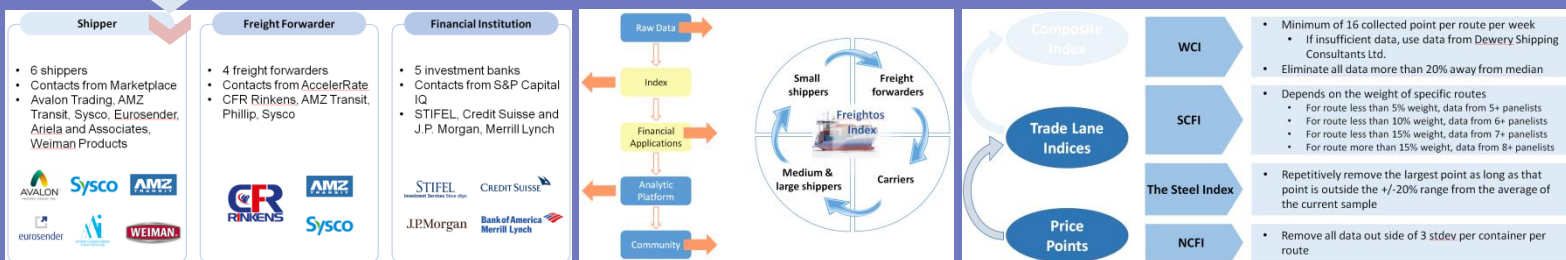 Shipper
• 6 shippers
• Contacts from Marketplace
• Avalon Trading, AMZ
Transit, Sysco, Eurosender,
Ariela and Associates,
Weiman Products
AVALON
Sysco
AMZ
TRANSIT
eurosender
WEIMAN
Freight Forwarder
• 4 freight forwarders
• Contacts from AccelerRate
• CFR Rinkens, AMZ Transit,
Phillip, Sysco
CFR
RINKENS
AMZ
TRANSIT
Sysco
Financial Institution
• 5 investment banks
• Contacts from S&P Capital
IQ
• STIFEL, Credit Suisse and
J.P. Morgan, Merrill Lynch
STIFEL
CREDIT SUISSE
J.P.Morgan
Bank of America
Merrill Lynch
Raw Data
Index
Financial
Applications
Analytic
Platform
Community
Small
shippers
Freight
forwarders
Freightos
Index
Medium &
large shippers
Carriers
Composite
Index
Trade Lane
Indices
Price
Points
WCI
• Minimum of 16 collected point per route per week
• If insufficient data, use data from Dewery Shipping
Consultants Ltd.
• Eliminate all data more than 20% away from median
SCFI
• Depends on the weight of specific routes
• For route less than 5% weight, data from 5+ panelists
• For route less than 10% weight, data from 6+ panelists
• For route less than 15% weight, data from 7+ panelists
• For route more than 15% weight, data from 8+ panelists
The Steel Index
• Repetitively remove the largest point as long as that
point is outside the +/-20% range from the average of
the current sample
NCFI
• Remove all data out side of 3 stdev per container per
route